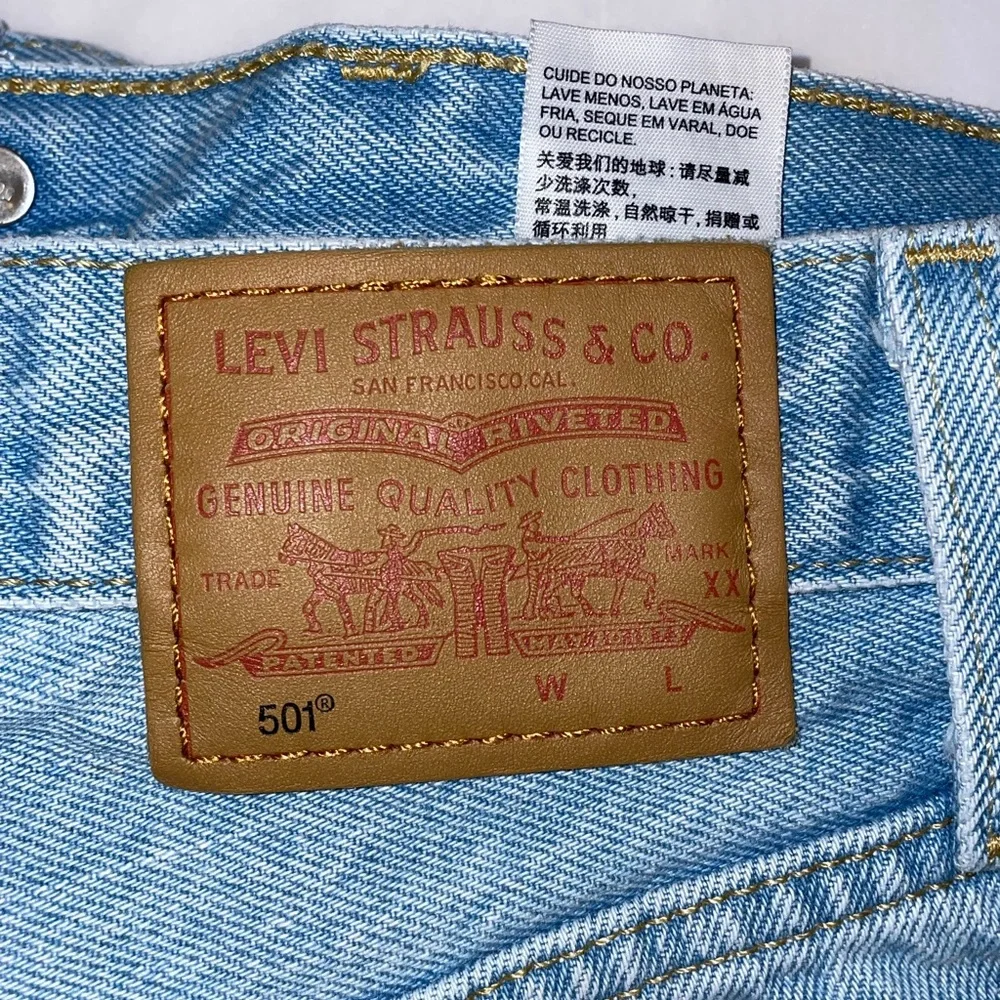 CUIDE DO NOSSO PLANETA:
LAVE MENOS, LAVE EM ÁGUA
FRIA, SEQUE EM VARAL, DOE
OU RECICLE.
关爱我们的地球:请尽量减
少洗涤次数,
常温洗涤,自然晾干,捐赠或
循环利用
LEVI STRAUSS & CO.
SAN FRANCISCO, CAL.
ORIGINAL RIVETED
GENUINE QUALITY CLOTHING
TRADE MARK
XX
PATENTED
W L
501®